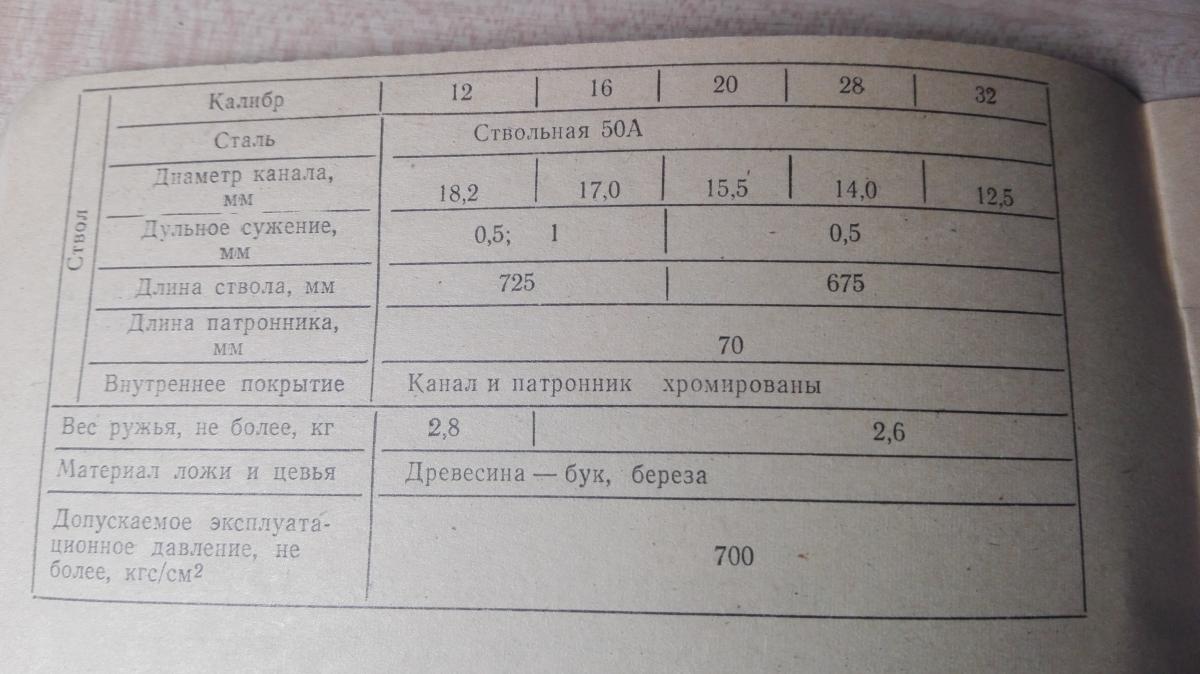 Ствол
Калибр 12 16 20 28 32
Сталь Ствольная 50А
Диаметр канала,
мм 18,2 17,0 15,5 14,0 12,5
Дульное сужение,
мм 0,5; 1 0,5
Длина ствола, мм 725 675
Длина патронника,
мм 70
Внутреннее покрытие Канал и патронник хромированы
Вес ружья, не более, кг 2,8 2,6
Материал ложи и цевья Древесина — бук, береза
Допускаемое эксплуата-
ционное давление, не
более, кгс/см² 700